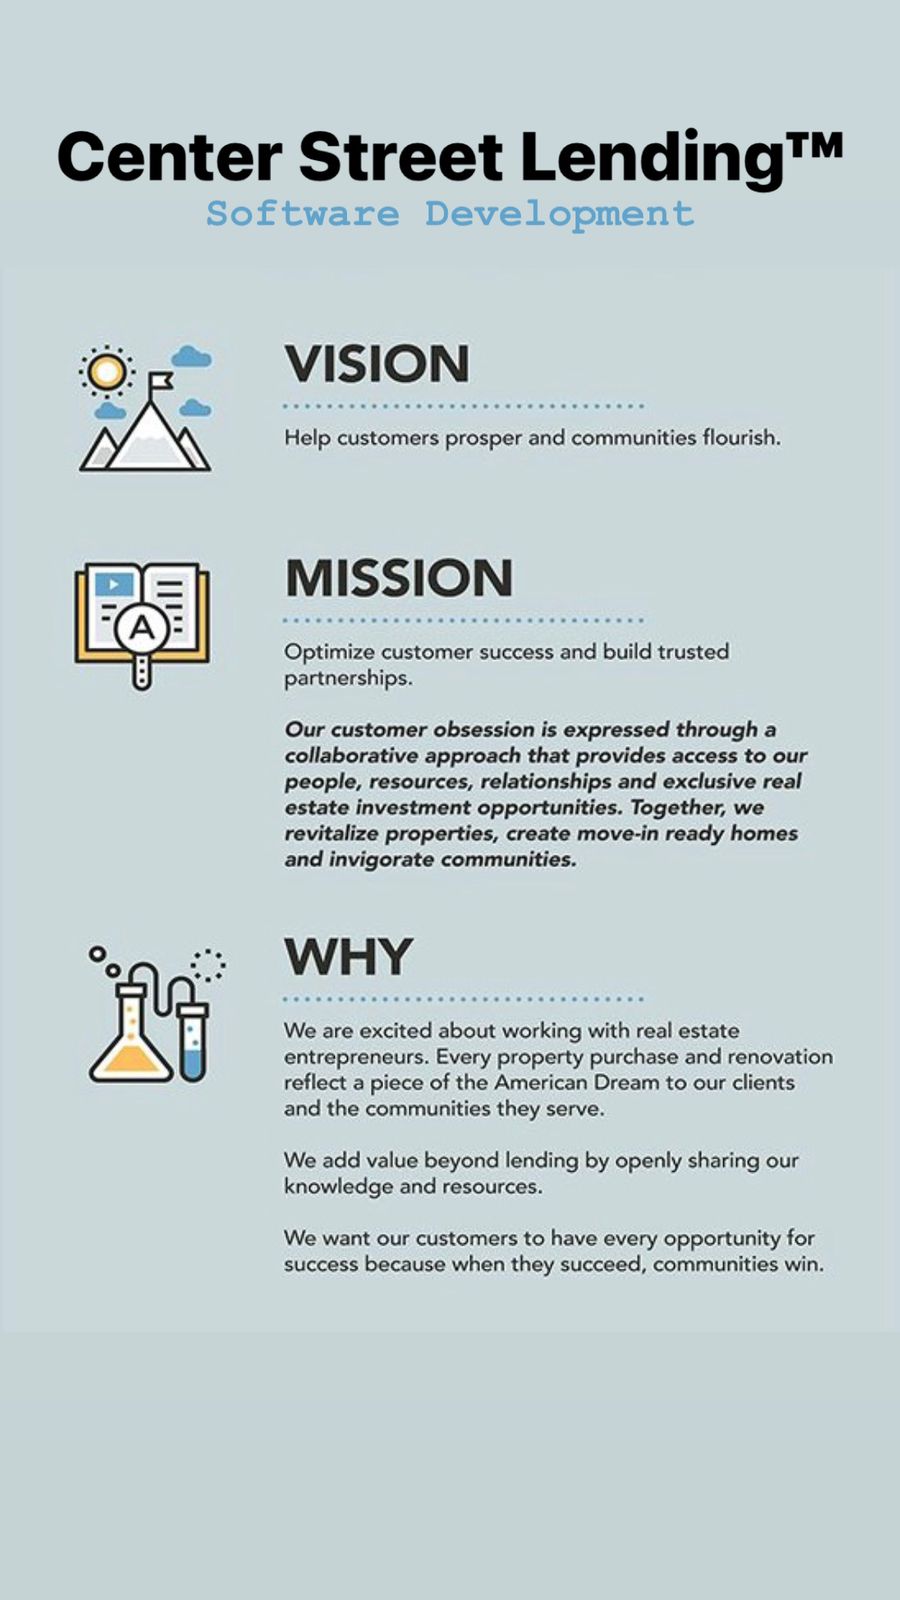 Center Street Lending™
Software Development
VISION
Help customers prosper and communities flourish.
MISSION
A
Optimize customer success and build trusted
partnerships.
Our customer obsession is expressed through a
collaborative approach that provides access to our
people, resources, relationships and exclusive real
estate investment opportunities. Together, we
revitalize properties, create move-in ready homes
and invigorate communities.
WHY
We are excited about working with real estate
entrepreneurs. Every property purchase and renovation
reflect a piece of the American Dream to our clients
and the communities they serve.
We add value beyond lending by openly sharing our
knowledge and resources.
We want our customers to have every opportunity for
success because when they succeed, communities win.